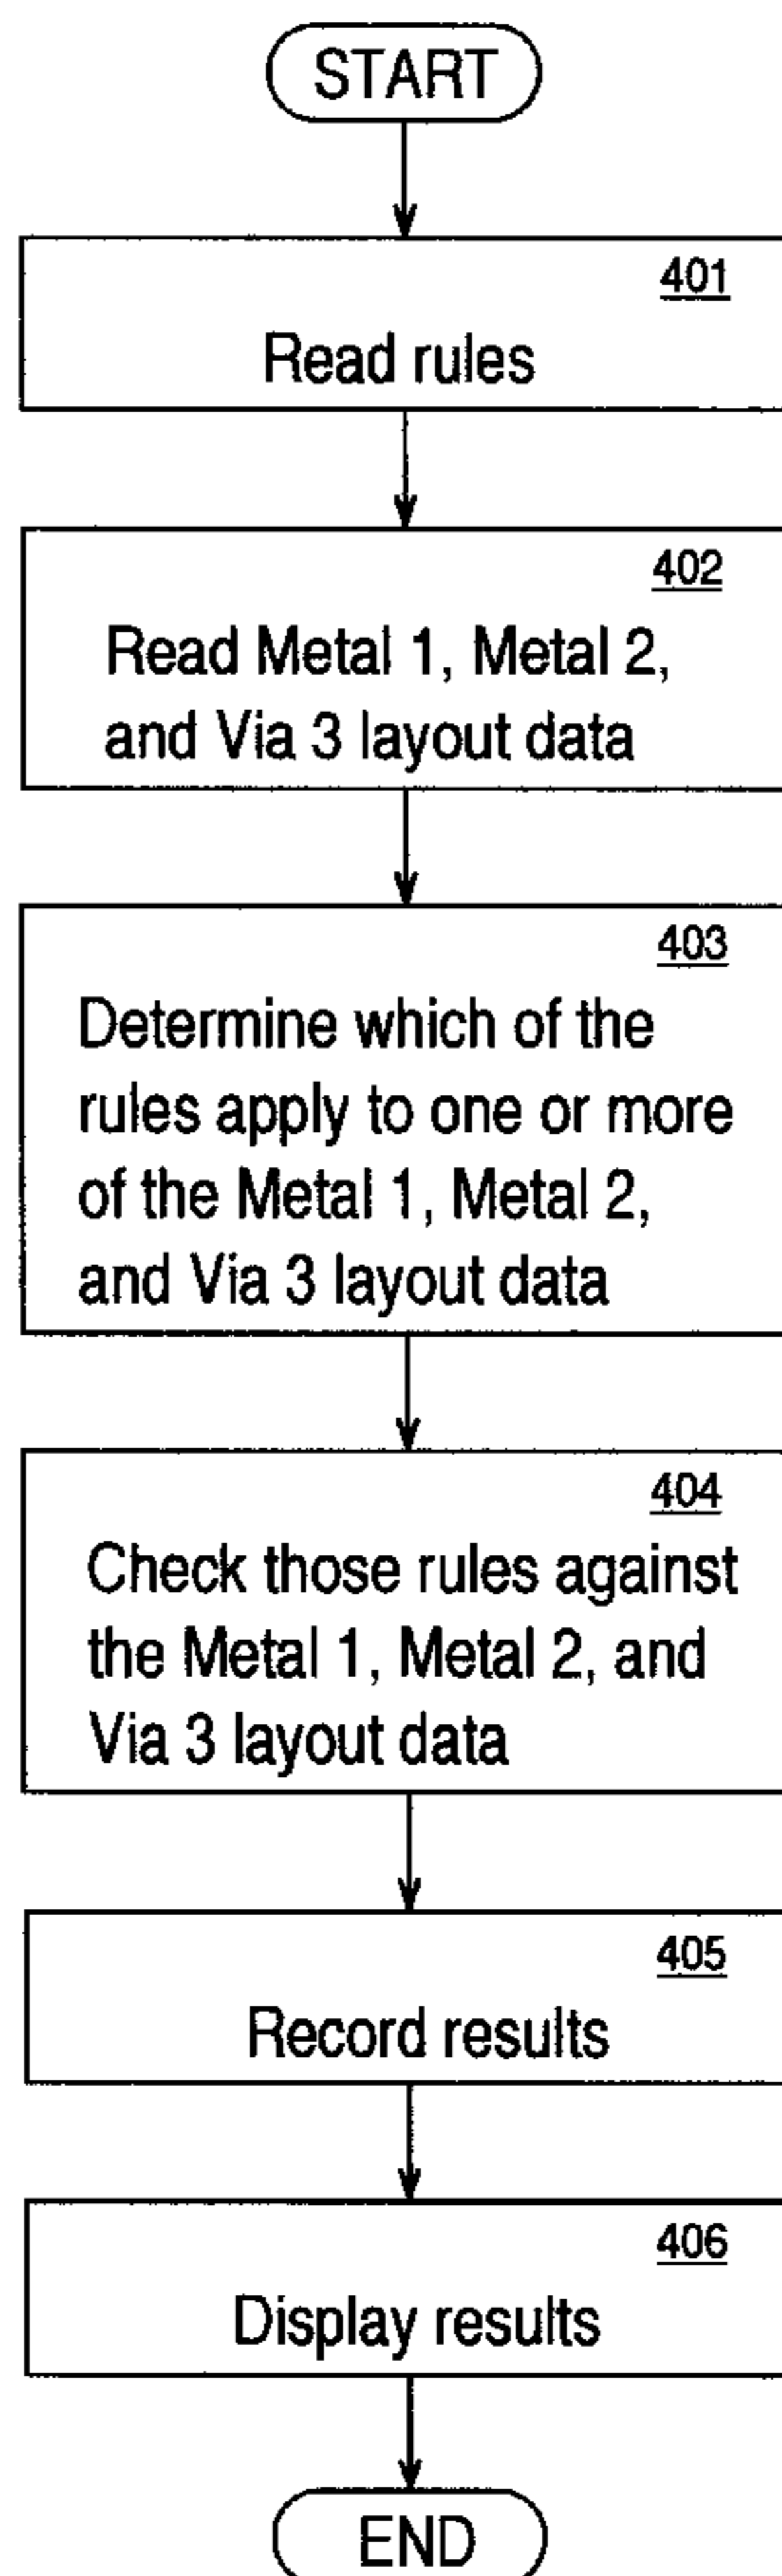 START
401
Read rules
402
Read Metal 1, Metal 2,
and Via 3 layout data
403
Determine which of the
rules apply to one or more
of the Metal 1, Metal 2,
and Via 3 layout data
404
Check those rules against
the Metal 1, Metal 2, and
Via 3 layout data
405
Record results
406
Display results
END